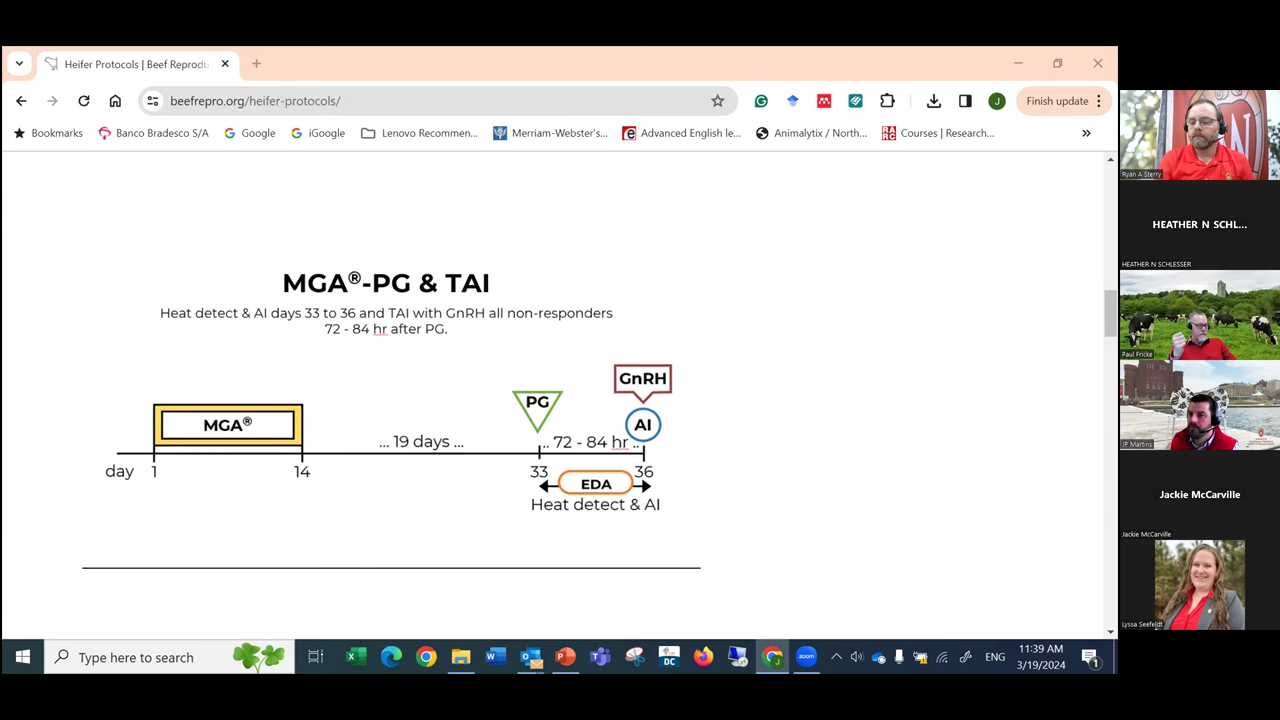 Heifer Protocols | Beef Reprodu
beefrepro.org/heifer-protocols/
J
Finish update
Bookmarks
Banco Bradesco S/A
Google
iGoogle
Lenovo Recommen...
Merriam-Webster's...
Advanced English le...
Animalytix / North...
Courses | Research...
MGA®-PG & TAI
Heat detect & AI days 33 to 36 and TAI with GnRH all non-responders
72 - 84 hr after PG.
GnRH
PG
MGA®
AI
... 19 days ...
.. 72 - 84 hr ..
day 1 14 33 36
EDA
Heat detect & AI
Type here to search
DC
zoom
ENG
11:39 AM
3/19/2024
1
Ryan A Sterry
HEATHER N SCHL...
HEATHER N SCHLESSER
Paul Fricke
JP Martins
Jackie McCarville
Jackie McCarville
Lyssa Seefeldt